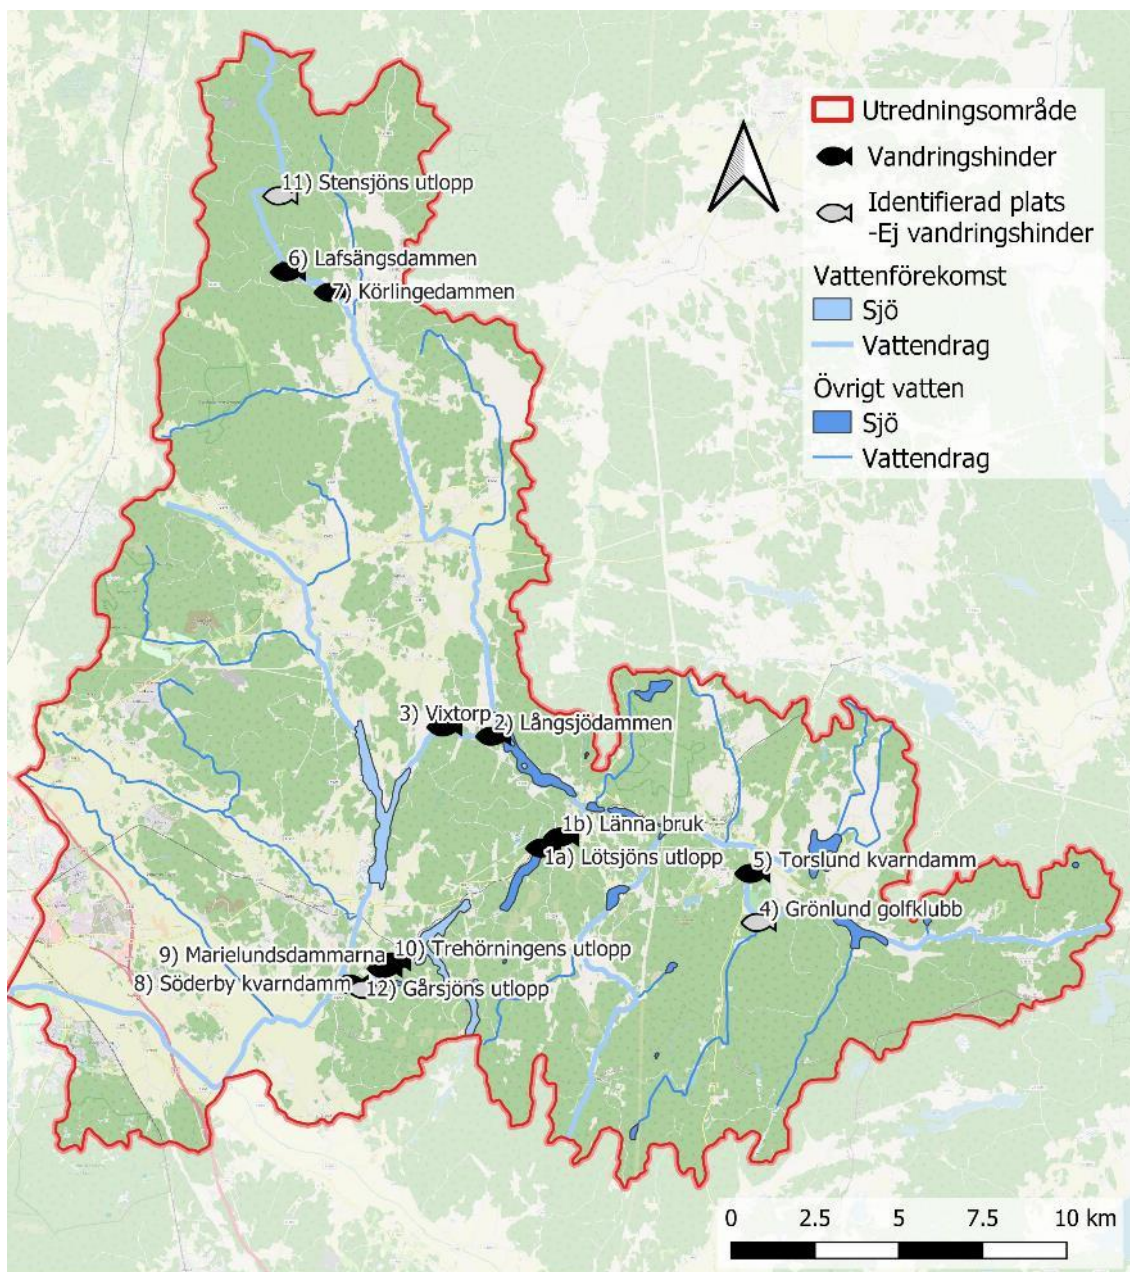 Utredningsområde
Vandringshinder
Identifierad plats
-Ej vandringshinder
Vattenförekomst
Sjö
Vattendrag
Övrigt vatten
Sjö
Vattendrag
N
11) Stensjöns utlopp
6) Lafsängsdammen
7) Körlingedammen
3) Vixtorp
2) Långsjödammen
1b) Länna bruk
1a) Lötsjöns utlopp
5) Torslund kvarndamm
4) Grönlund golfklubb
9) Marielundsdammarna
10) Trehörningens utlopp
8) Söderby kvarndamm
12) Gårsjöns utlopp
0 2.5 5 7.5 10 km